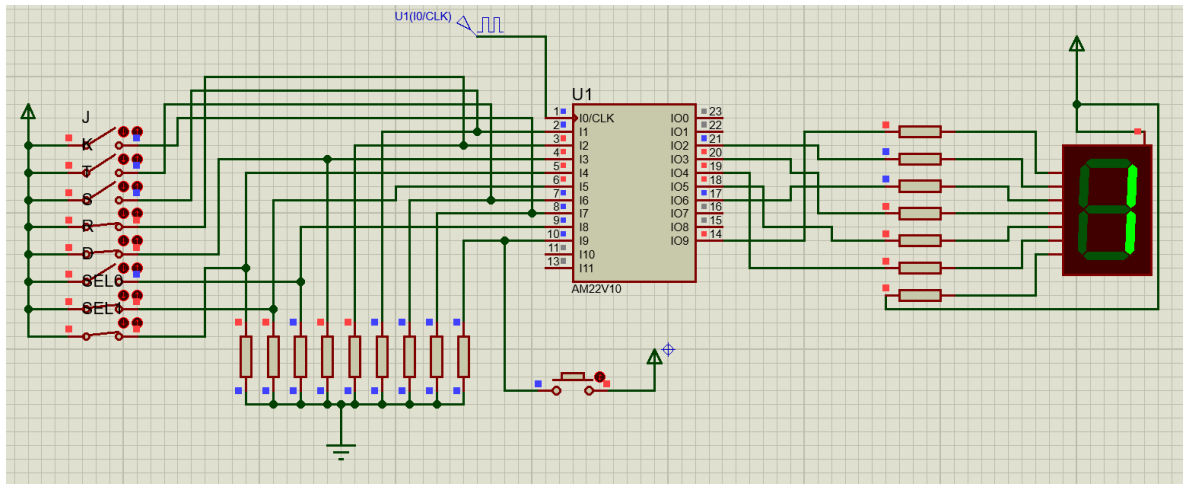 U1(I0/CLK)
J
K
T
S
R
D
SEL0
SEL1
U1
1 I0/CLK IO0 23
2 I1 IO1 22
3 I2 IO2 21
4 I3 IO3 20
5 I4 IO4 19
6 I5 IO5 18
7 I6 IO6 17
8 I7 IO7 16
9 I8 IO8 15
10 I9 IO9 14
11 I10
13 I11
AM22V10
1